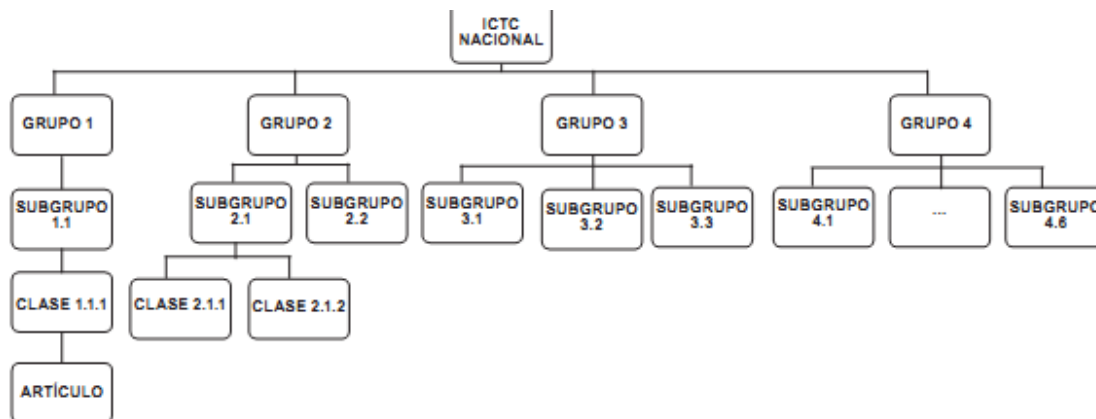 ICTC
NACIONAL
GRUPO 1
GRUPO 2
GRUPO 3
GRUPO 4
SUBGRUPO
1.1
SUBGRUPO
2.1
SUBGRUPO
2.2
SUBGRUPO
3.1
SUBGRUPO
3.2
SUBGRUPO
3.3
SUBGRUPO
4.1
...
SUBGRUPO
4.6
CLASE 1.1.1
CLASE 2.1.1
CLASE 2.1.2
ARTÍCULO